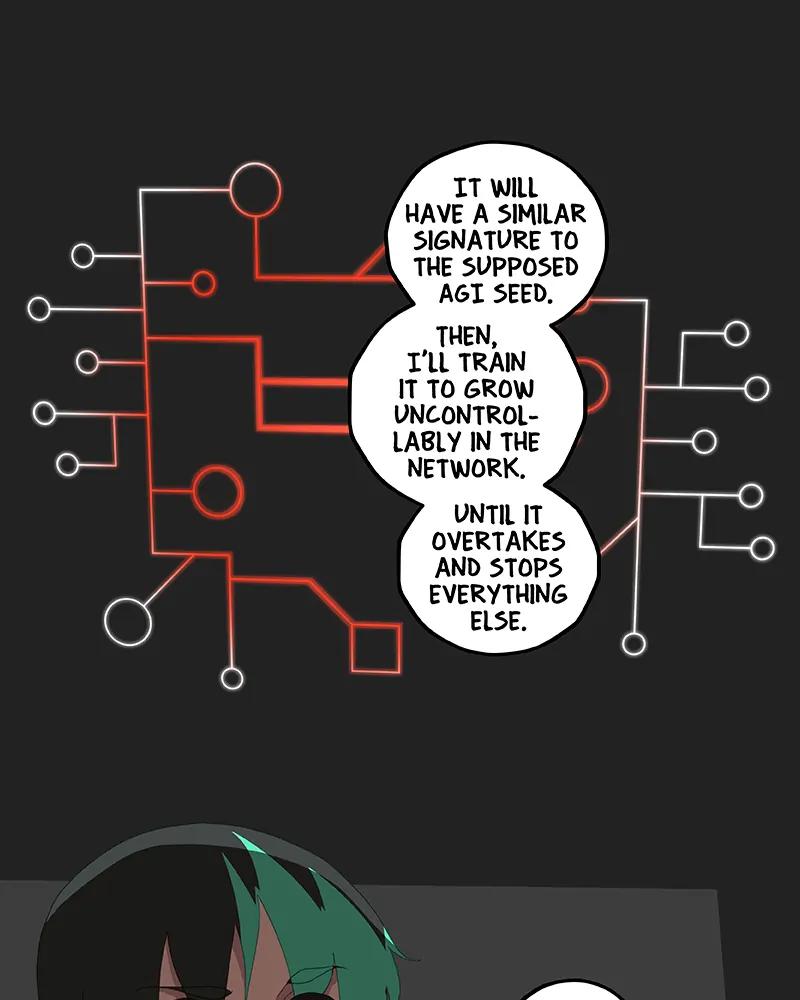 IT WILL
HAVE A SIMILAR
SIGNATURE TO
THE SUPPOSED
AGI SEED.
THEN,
I'LL TRAIN
IT TO GROW
UNCONTROL-
LABLY IN THE
NETWORK.
UNTIL IT
OVERTAKES
AND STOPS
EVERYTHING
ELSE.